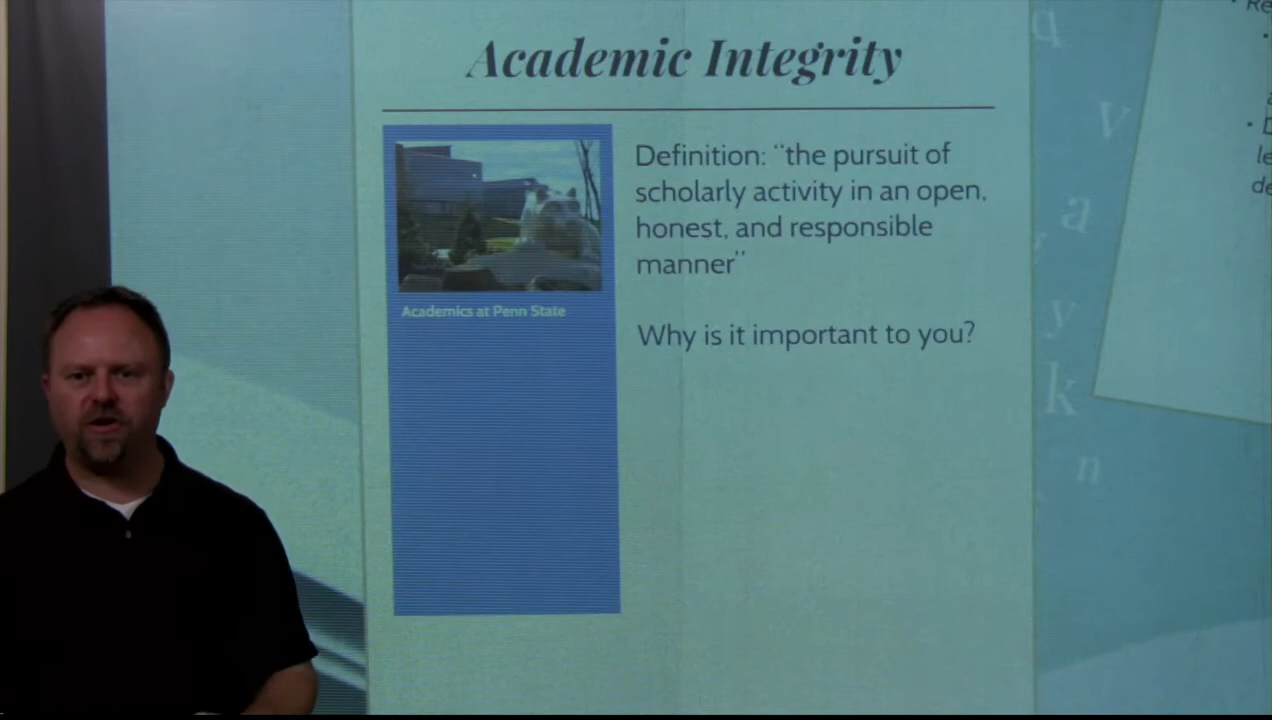 Academic Integrity
Definition: “the pursuit of
scholarly activity in an open,
honest, and responsible
manner”
Academics at Penn State
Why is it important to you?
q
v
a
y
k
n